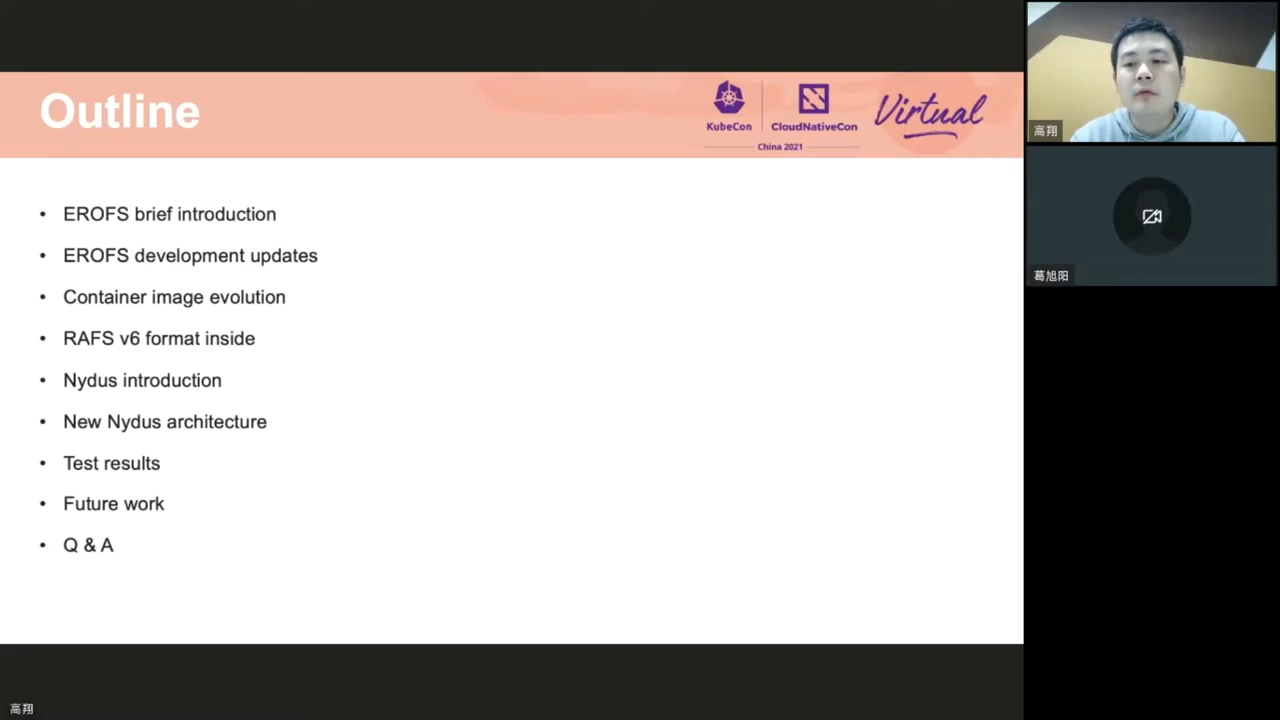 Outline
KubeCon
CloudNativeCon
China 2021
Virtual
• EROFS brief introduction
• EROFS development updates
• Container image evolution
• RAFS v6 format inside
• Nydus introduction
• New Nydus architecture
• Test results
• Future work
• Q & A
高翔
葛旭阳
高翔